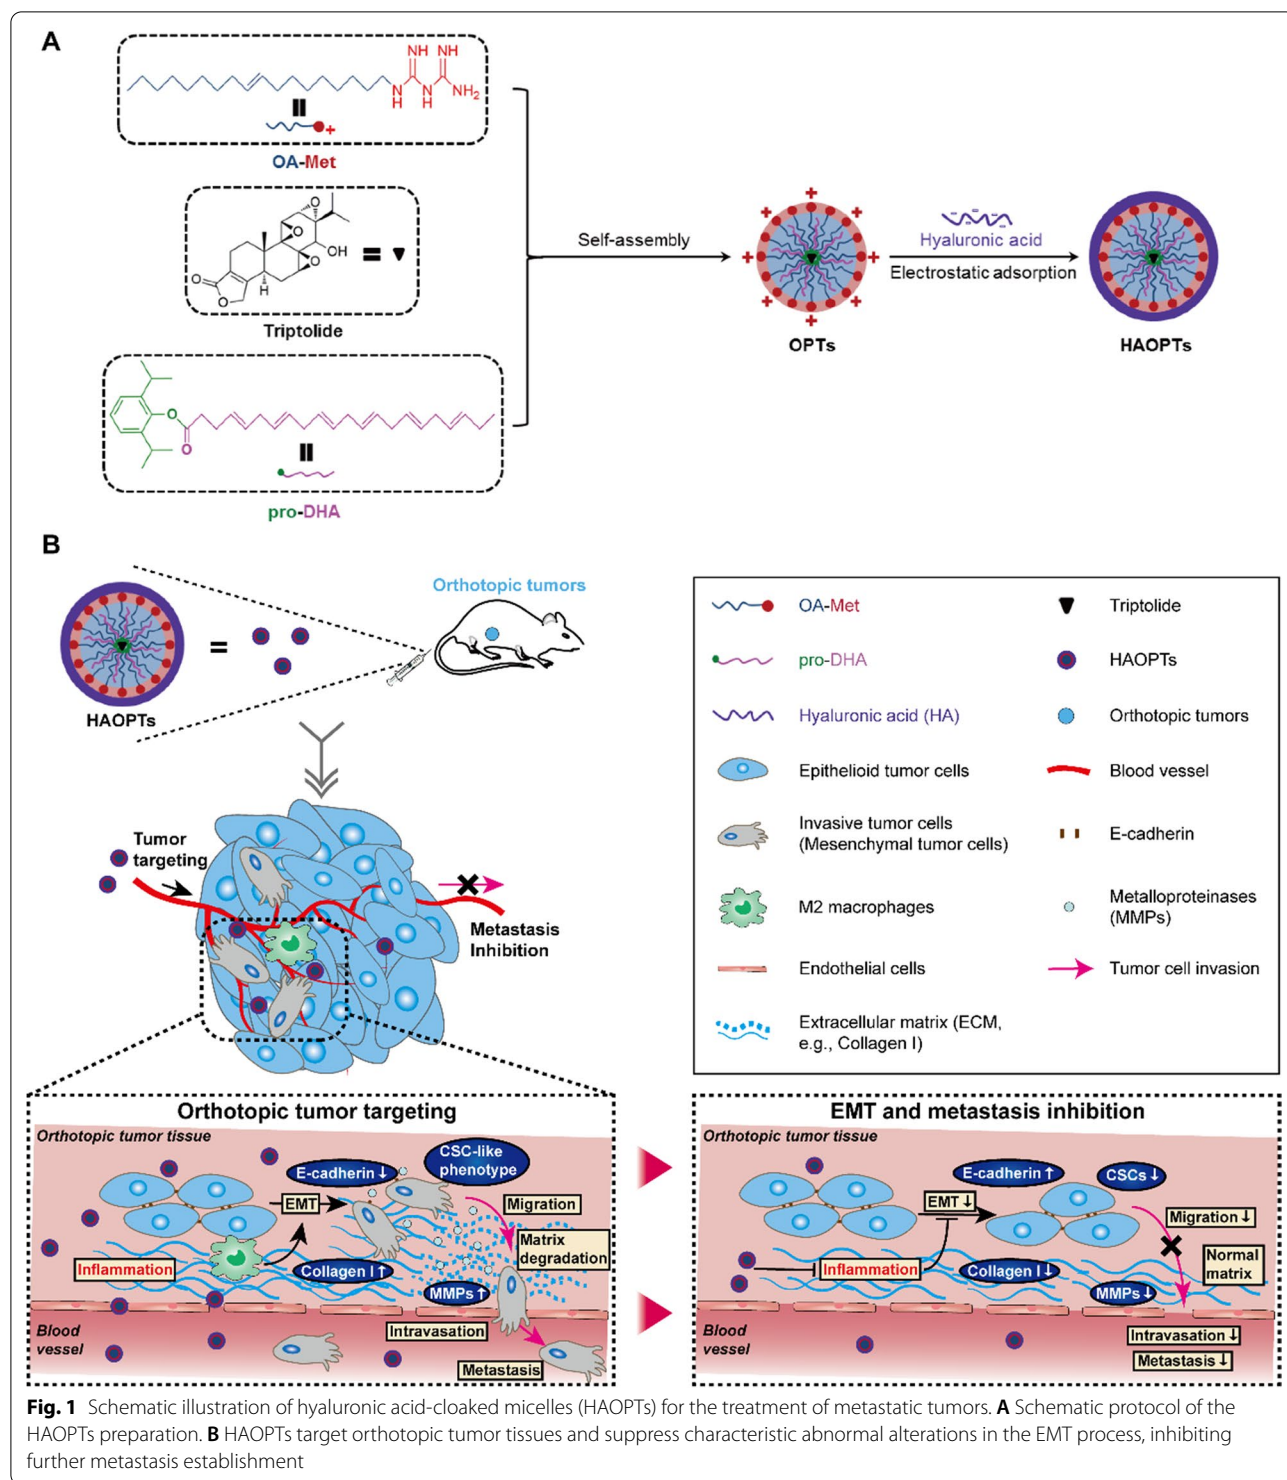 A
NH NH
N H N H NH2
+
OA-Met
O
O
OH
O
O
O
H
Triptolide
O
O
pro-DHA
Self-assembly
+ + + + + + + +
OPTs
Hyaluronic acid
Electrostatic adsorption
HAOPTs
B
HAOPTs
=
Orthotopic tumors
Tumor
targeting
Metastasis
Inhibition
OA-Met
Triptolide
pro-DHA
HAOPTs
Hyaluronic acid (HA)
Orthotopic tumors
Epithelioid tumor cells
Blood vessel
Invasive tumor cells
(Mesenchymal tumor cells)
E-cadherin
M2 macrophages
Metalloproteinases
(MMPs)
Endothelial cells
Tumor cell invasion
Extracellular matrix (ECM,
e.g., Collagen I)
Orthotopic tumor targeting
Orthotopic tumor tissue
E-cadherin ↓
CSC-like
phenotype
EMT
Migration
Matrix
degradation
Inflammation
Collagen I ↑
MMPs ↑
Blood
vessel
Intravasation
Metastasis
EMT and metastasis inhibition
Orthotopic tumor tissue
E-cadherin ↑
CSCs ↓
EMT ↓
Migration ↓
Normal
matrix
Inflammation
Collagen I ↓
MMPs ↓
Blood
vessel
Intravasation ↓
Metastasis ↓
Fig. 1 Schematic illustration of hyaluronic acid-cloaked micelles (HAOPTs) for the treatment of metastatic tumors. A Schematic protocol of the
HAOPTs preparation. B HAOPTs target orthotopic tumor tissues and suppress characteristic abnormal alterations in the EMT process, inhibiting
further metastasis establishment